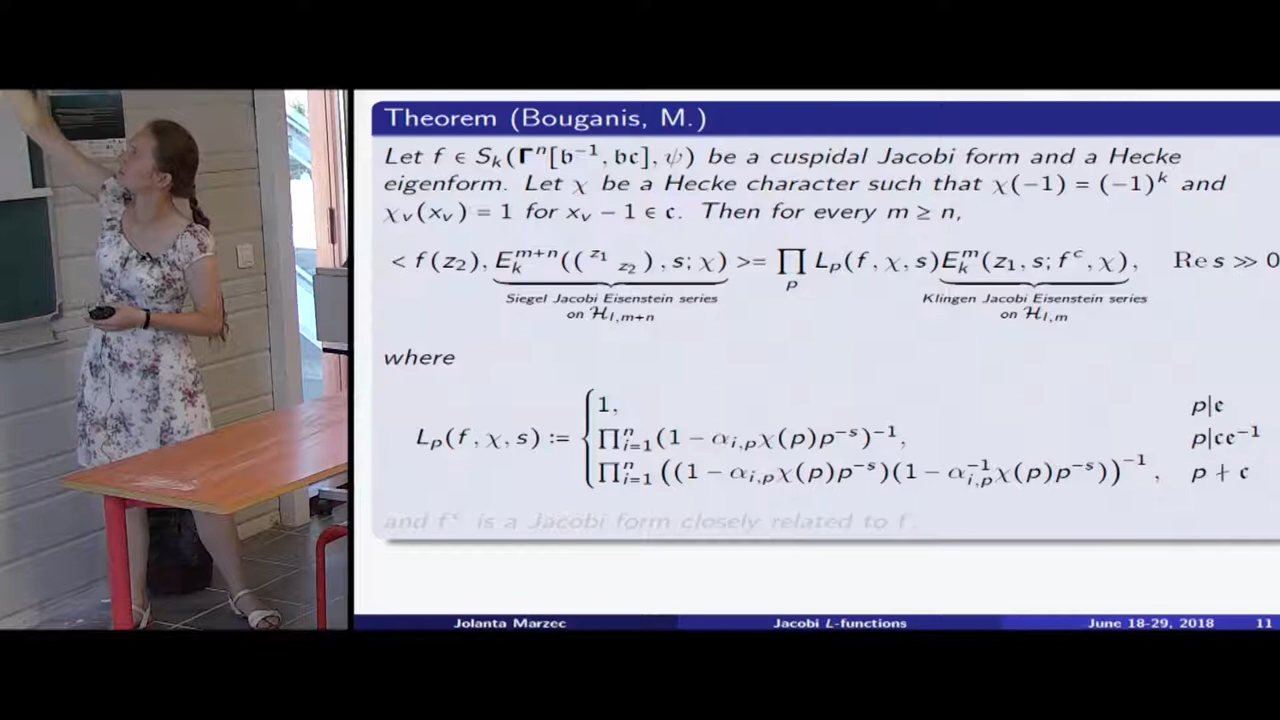 Theorem (Bouganis, M.)
Let f ∈ S_k(𝚪^n[𝔟^{-1}, 𝔟𝔠], ψ) be a cuspidal Jacobi form and a Hecke
eigenform. Let χ be a Hecke character such that χ(−1) = (−1)^k and
χ_v(x_v) = 1 for x_v − 1 ∈ 𝔠. Then for every m ≥ n,
< f(z_2), E_k^{m+n}((^{z_1} _{z_2}), s; χ) >= ∏_p L_p(f, χ, s)E_k^m(z_1, s; f^c, χ), Re s ≫ 0
Siegel Jacobi Eisenstein series Klingen Jacobi Eisenstein series
on ℋ_{l,m+n} on ℋ_{l,m}
where
1, p|𝔢
L_p(f, χ, s) := ∏_{i=1}^n(1 − α_{i,p}χ(p)p^{−s})^{−1}, p|𝔠𝔢^{−1}
∏_{i=1}^n((1 − α_{i,p}χ(p)p^{−s})(1 − α_{i,p}^{−1}χ(p)p^{−s}))^{−1}, p ∤ 𝔠
and f^c is a Jacobi form closely related to f.
Jolanta Marzec Jacobi L-functions June 18-29, 2018 11